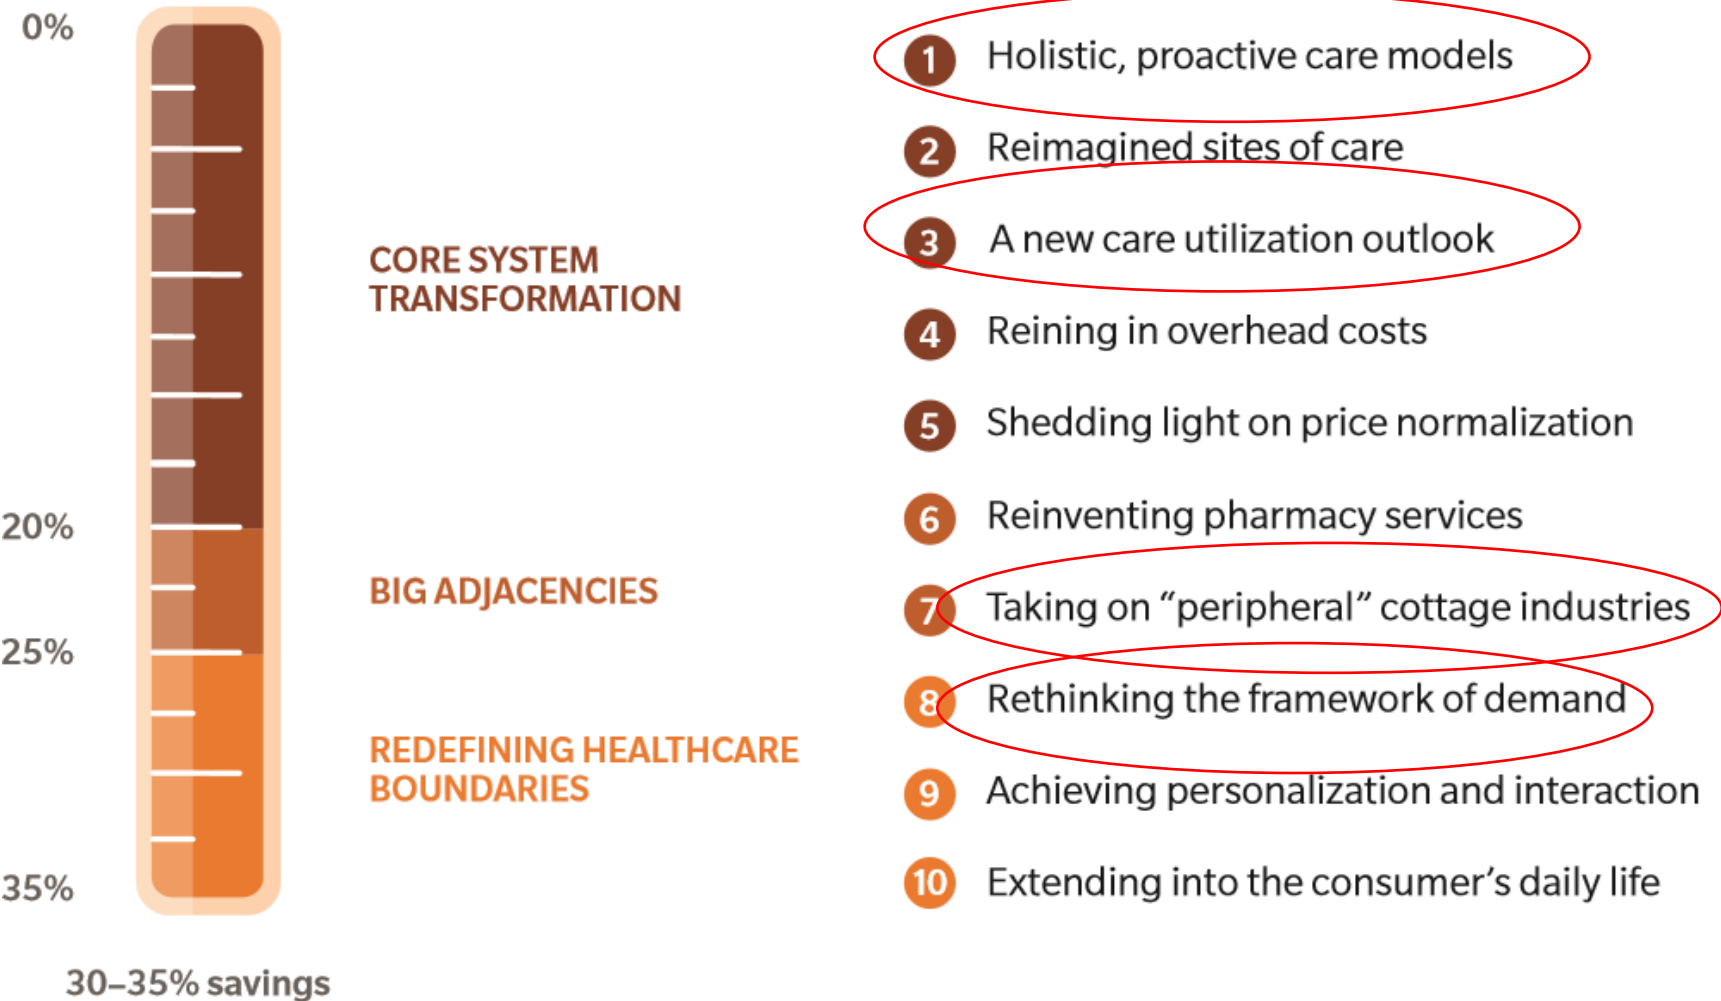 0%
20%
25%
35%
30–35% savings
CORE SYSTEM
TRANSFORMATION
BIG ADJACENCIES
REDEFINING HEALTHCARE
BOUNDARIES
1 Holistic, proactive care models
2 Reimagined sites of care
3 A new care utilization outlook
4 Reining in overhead costs
5 Shedding light on price normalization
6 Reinventing pharmacy services
7 Taking on “peripheral” cottage industries
8 Rethinking the framework of demand
9 Achieving personalization and interaction
10 Extending into the consumer’s daily life